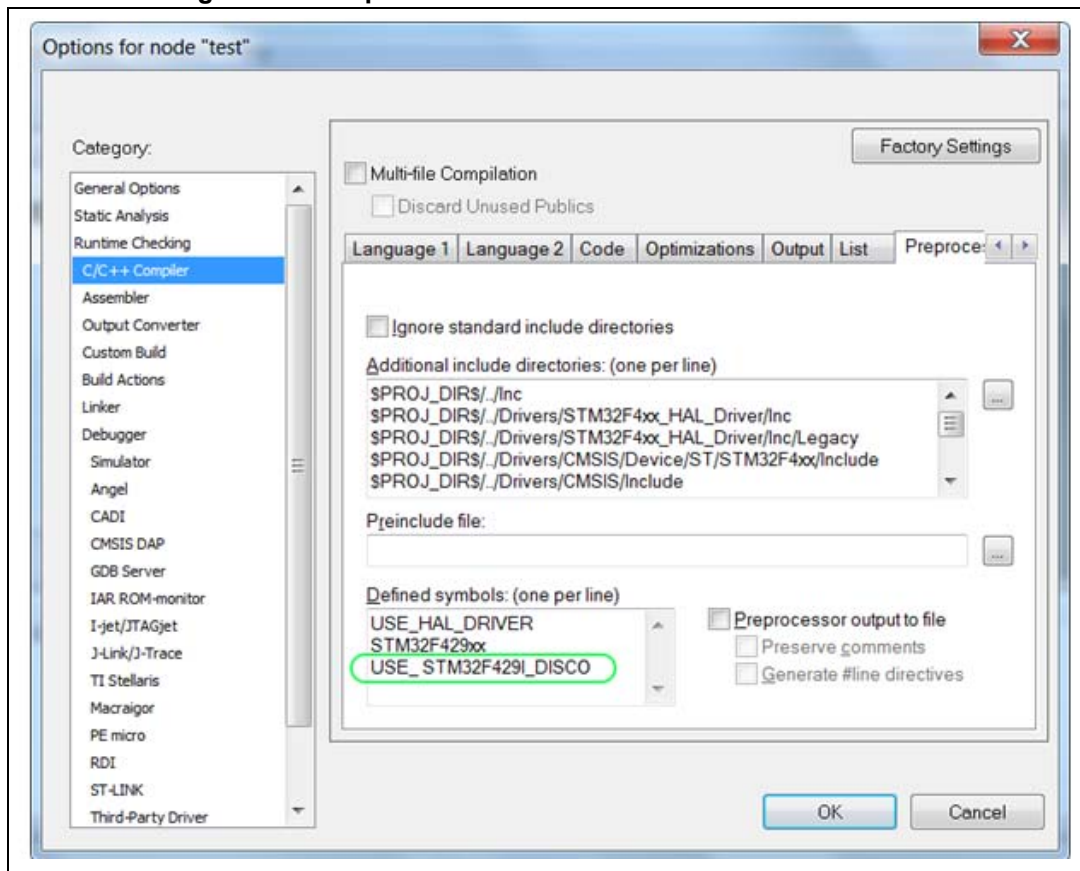 Options for node "test"
Category:
General Options
Static Analysis
Runtime Checking
C/C++ Compiler
Assembler
Output Converter
Custom Build
Build Actions
Linker
Debugger
Simulator
Angel
CADI
CMSIS DAP
GDB Server
IAR ROM-monitor
I-jet/JTAGjet
J-Link/J-Trace
TI Stellaris
Macraigor
PE micro
RDI
ST-LINK
Third-Party Driver
Factory Settings
Multi-file Compilation
Discard Unused Publics
Language 1 Language 2 Code Optimizations Output List Preproce
Ignore standard include directories
Additional include directories: (one per line)
$PROJ_DIR$/../Inc
$PROJ_DIR$/../Drivers/STM32F4xx_HAL_Driver/Inc
$PROJ_DIR$/../Drivers/STM32F4xx_HAL_Driver/Inc/Legacy
$PROJ_DIR$/../Drivers/CMSIS/Device/ST/STM32F4xx/Include
$PROJ_DIR$/../Drivers/CMSIS/Include
...
Preinclude file:
...
Defined symbols: (one per line)
USE_HAL_DRIVER
STM32F429xx
USE_ STM32F429I_DISCO
Preprocessor output to file
Preserve comments
Generate #line directives
OK Cancel